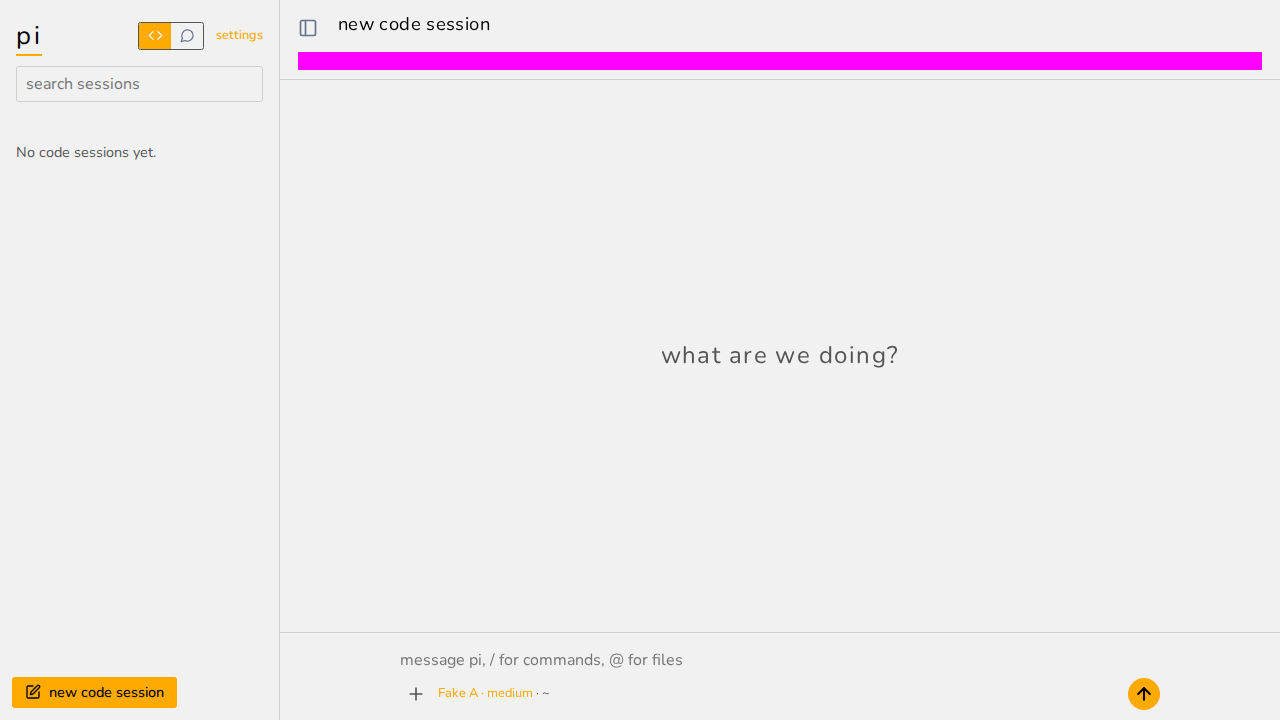 pi
settings
search sessions
No code sessions yet.
new code session
new code session
what are we doing?
message pi, / for commands, @ for files
Fake A · medium · ~